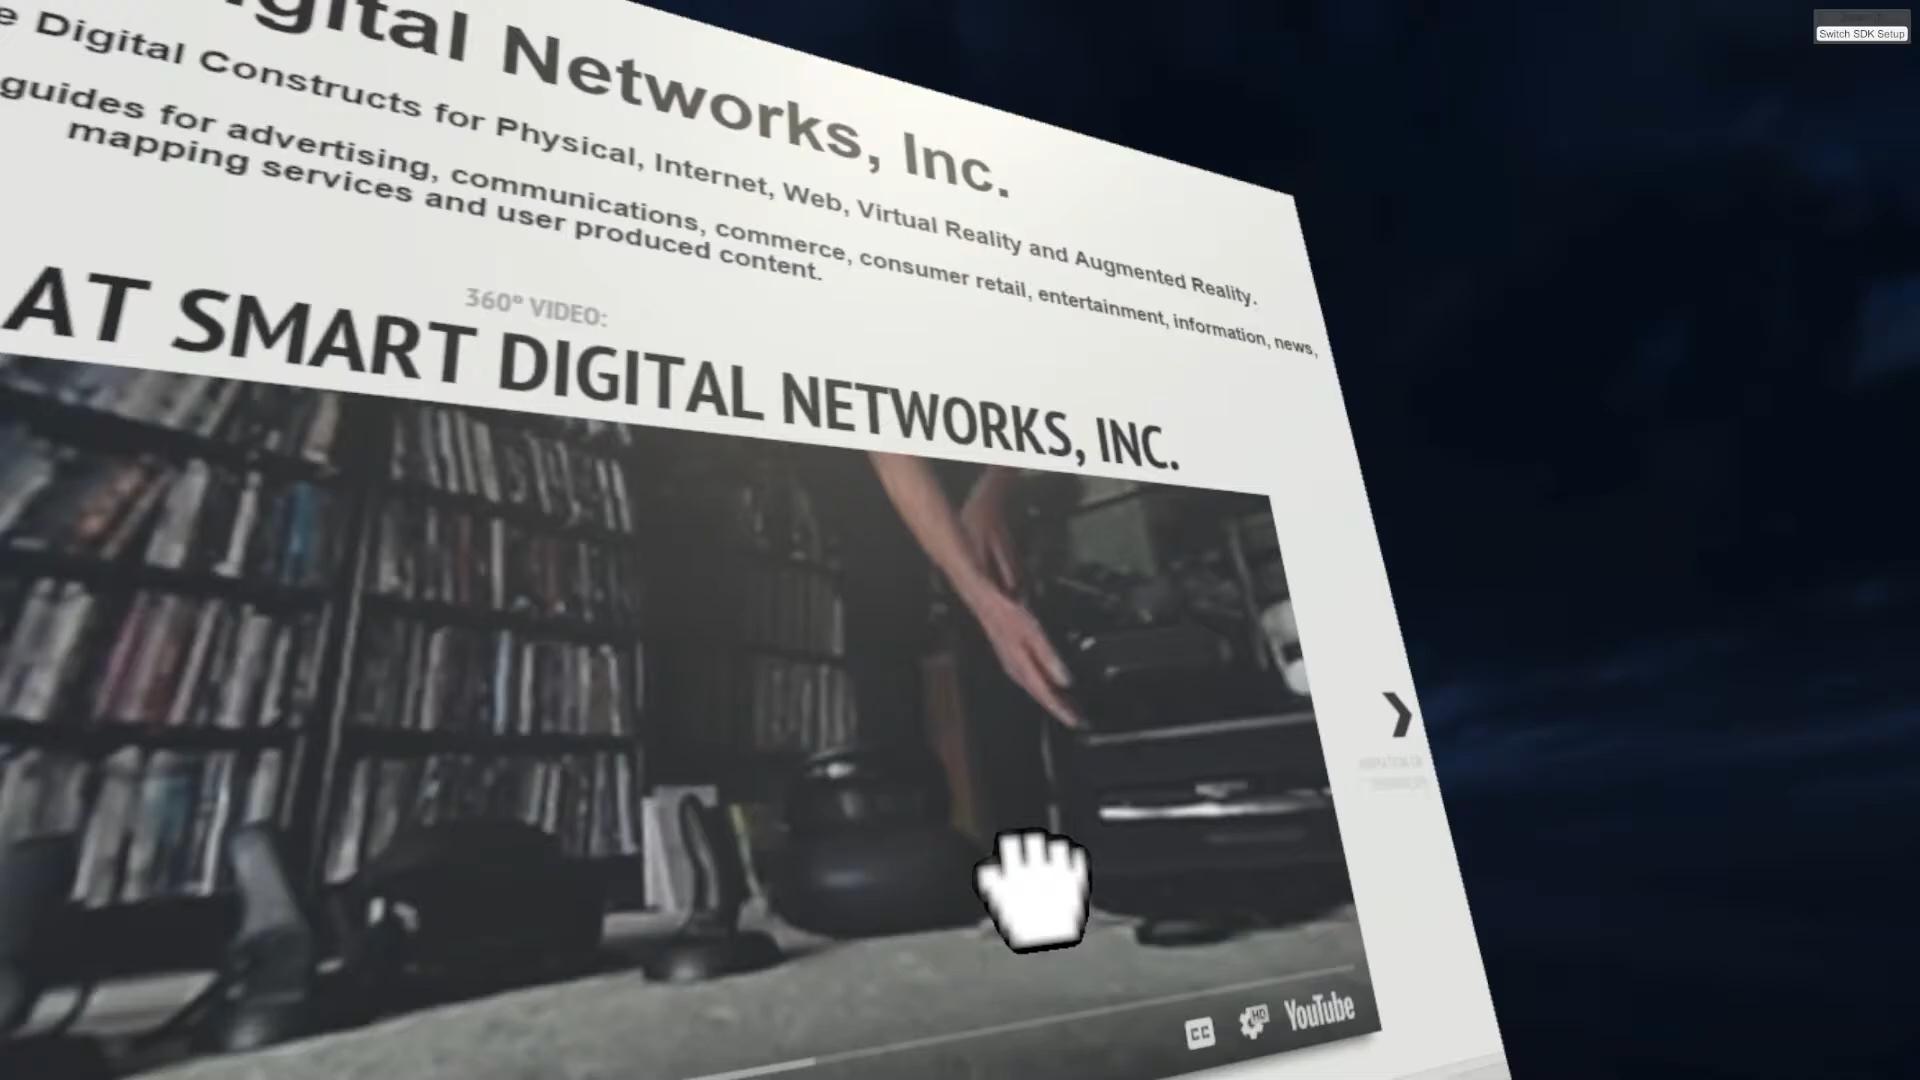 igital Networks, Inc.
e Digital Constructs for Physical, Internet, Web, Virtual Reality and Augmented Reality.
guides for advertising, communications, commerce, consumer retail, entertainment, information, news,
mapping services and user produced content.
360° VIDEO:
AT SMART DIGITAL NETWORKS, INC.
CC
HD
YouTube
Switch SDK Setup